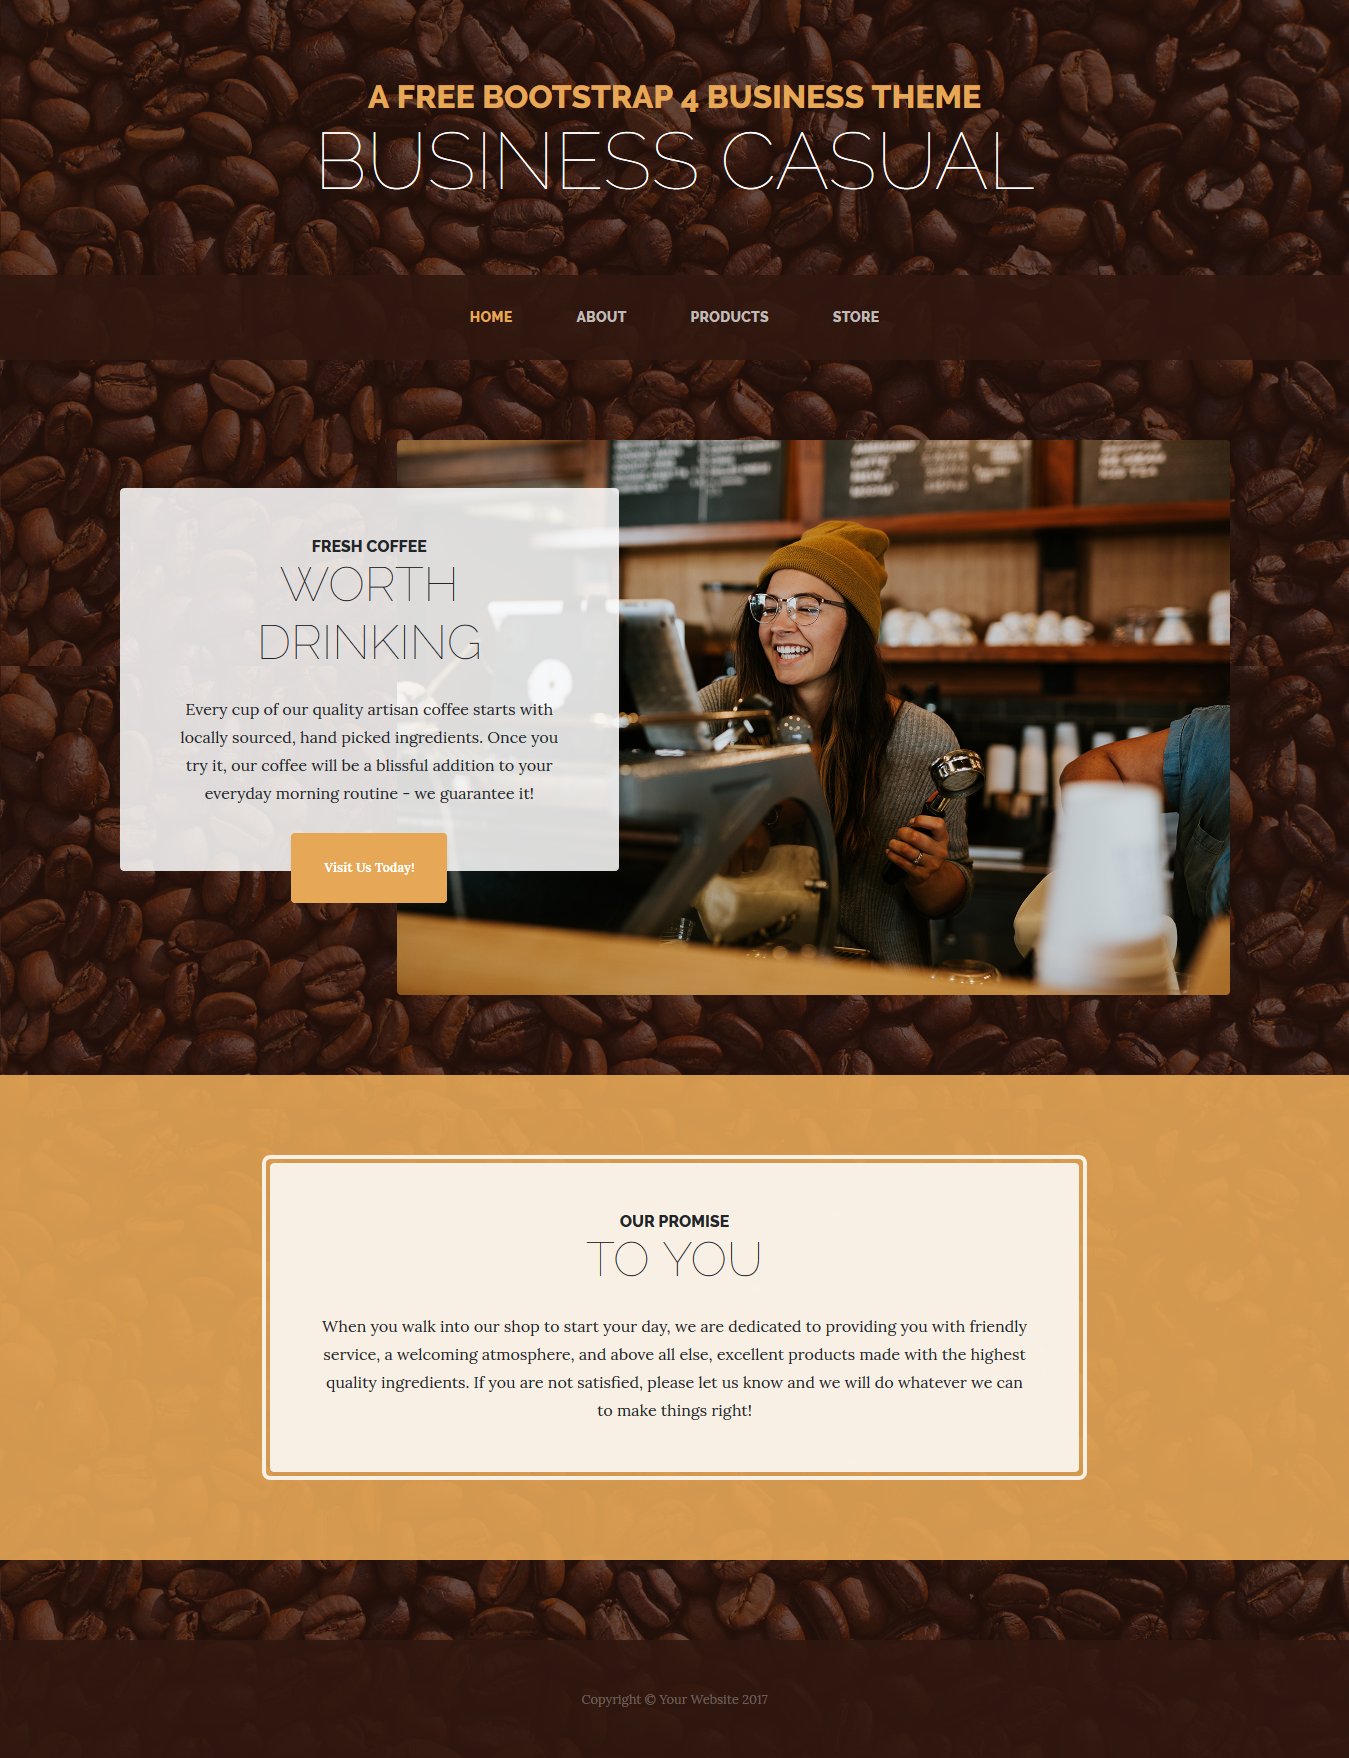 A FREE BOOTSTRAP 4 BUSINESS THEME
BUSINESS CASUAL
HOME ABOUT PRODUCTS STORE
FRESH COFFEE
WORTH
DRINKING
Every cup of our quality artisan coffee starts with
locally sourced, hand picked ingredients. Once you
try it, our coffee will be a blissful addition to your
everyday morning routine - we guarantee it!
Visit Us Today!
OUR PROMISE
TO YOU
When you walk into our shop to start your day, we are dedicated to providing you with friendly
service, a welcoming atmosphere, and above all else, excellent products made with the highest
quality ingredients. If you are not satisfied, please let us know and we will do whatever we can
to make things right!
Copyright © Your Website 2017